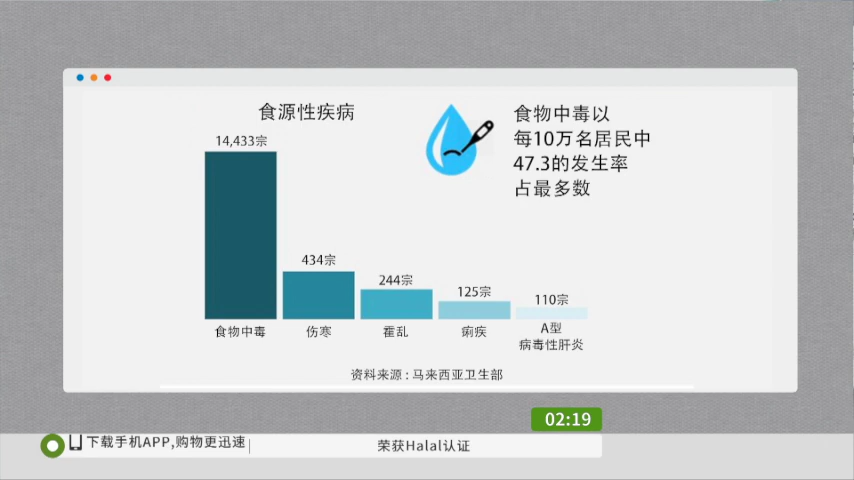 食源性疾病
食物中毒以
每10万名居民中
47.3的发生率
占最多数
14,433宗
434宗
244宗
125宗
110宗
食物中毒
伤寒
霍乱
痢疾
A型
病毒性肝炎
资料来源:马来西亚卫生部
02:19
下载手机APP,购物更迅速
荣获Halal认证